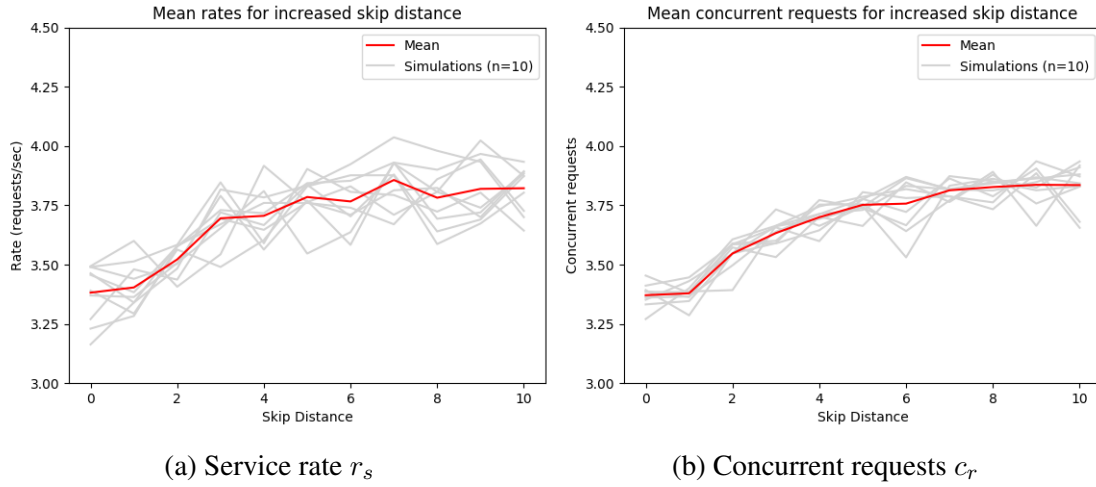 Mean rates for increased skip distance
4.50
4.25
4.00
3.75
3.50
3.25
3.00
Rate (requests/sec)
Mean
Simulations (n=10)
0 2 4 6 8 10
Skip Distance
(a) Service rate r_s
Mean concurrent requests for increased skip distance
4.50
4.25
4.00
3.75
3.50
3.25
3.00
Concurrent requests
Mean
Simulations (n=10)
0 2 4 6 8 10
Skip Distance
(b) Concurrent requests c_r